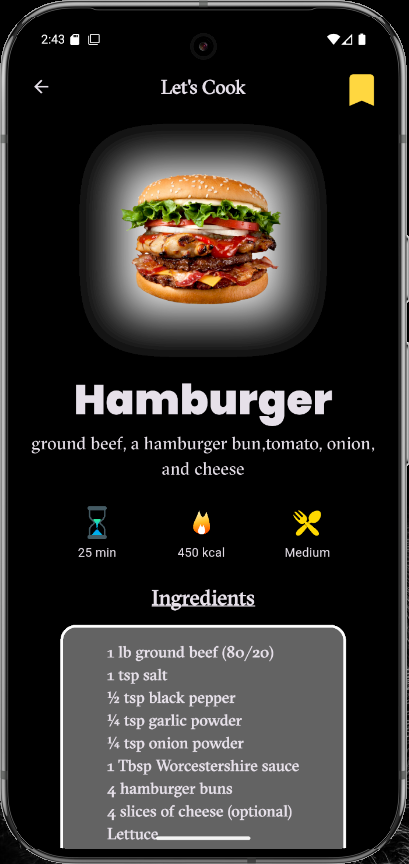 2:43
Let's Cook
Hamburger
ground beef, a hamburger bun,tomato, onion,
and cheese
25 min
450 kcal
Medium
Ingredients
1 lb ground beef (80/20)
1 tsp salt
½ tsp black pepper
¼ tsp garlic powder
¼ tsp onion powder
1 Tbsp Worcestershire sauce
4 hamburger buns
4 slices of cheese (optional)
Lettuce